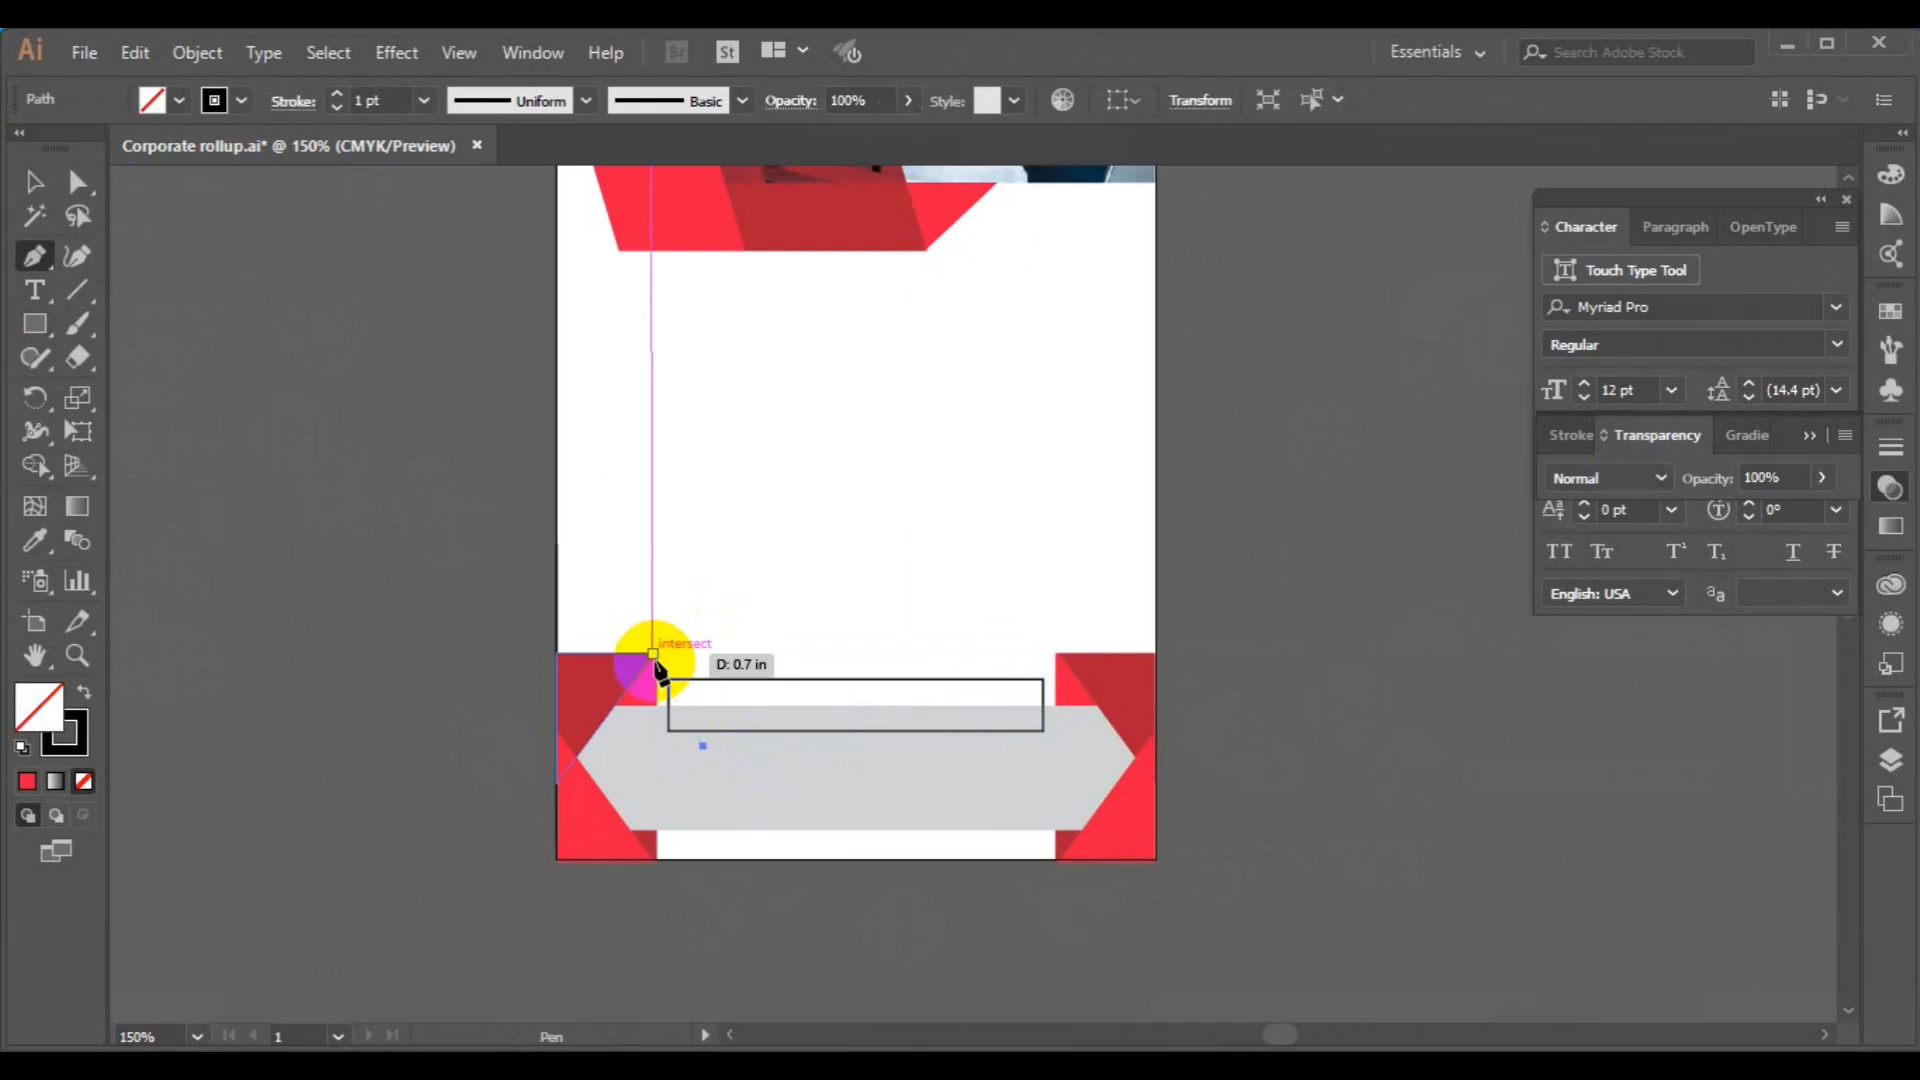 Ai File Edit Object Type Select Effect View Window Help Br St Essentials Search Adobe Stock
Path Stroke: 1 pt Uniform Basic Opacity: 100% Style: Transform
Corporate rollup.ai* @ 150% (CMYK/Preview)
Character Paragraph OpenType
Touch Type Tool
Myriad Pro
Regular
12 pt (14.4 pt)
Stroke Transparency Gradie
Normal Opacity: 100%
0 pt 0°
English: USA
intersect
D: 0.7 in
150% 1 Pen